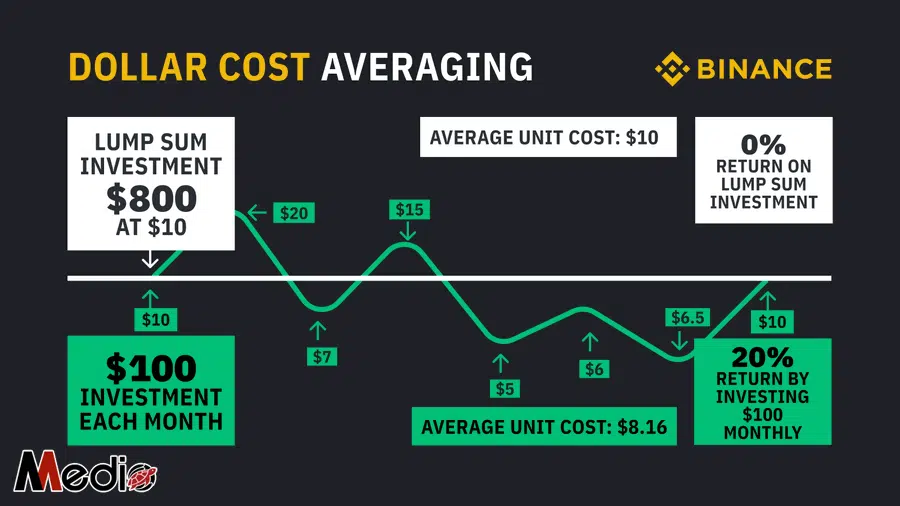 DOLLAR COST AVERAGING
BINANCE
LUMP SUM
INVESTMENT
$800
AT $10
AVERAGE UNIT COST: $10
0%
RETURN ON
LUMP SUM
INVESTMENT
$20
$15
$10
$7
$5
$6
$6.5
$10
$100
INVESTMENT
EACH MONTH
AVERAGE UNIT COST: $8.16
20%
RETURN BY
INVESTING
$100
MONTHLY
Medio